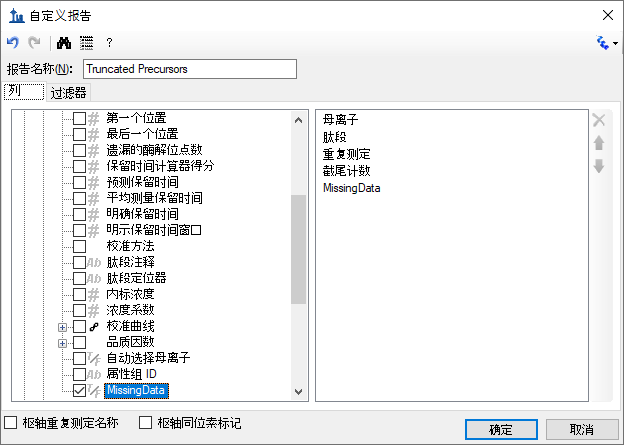 自定义报告
?
报告名称(N):
Truncated Precursors
列
过滤器
# 第一个位置
# 最后一个位置
# 遗漏的酶解位点数
# 保留时间计算器得分
# 预测保留时间
# 平均测量保留时间
# 明确保留时间
# 明示保留时间窗口
校准方法
Ab 肽段注释
Ab 肽段定位器
# 内标浓度
# 浓度系数
校准曲线
品质因数
T/F 自动选择母离子
Ab 属性组 ID
T/F MissingData
母离子
肽段
重复测定
截尾计数
MissingData
枢轴重复测定名称
枢轴同位素标记
确定
取消